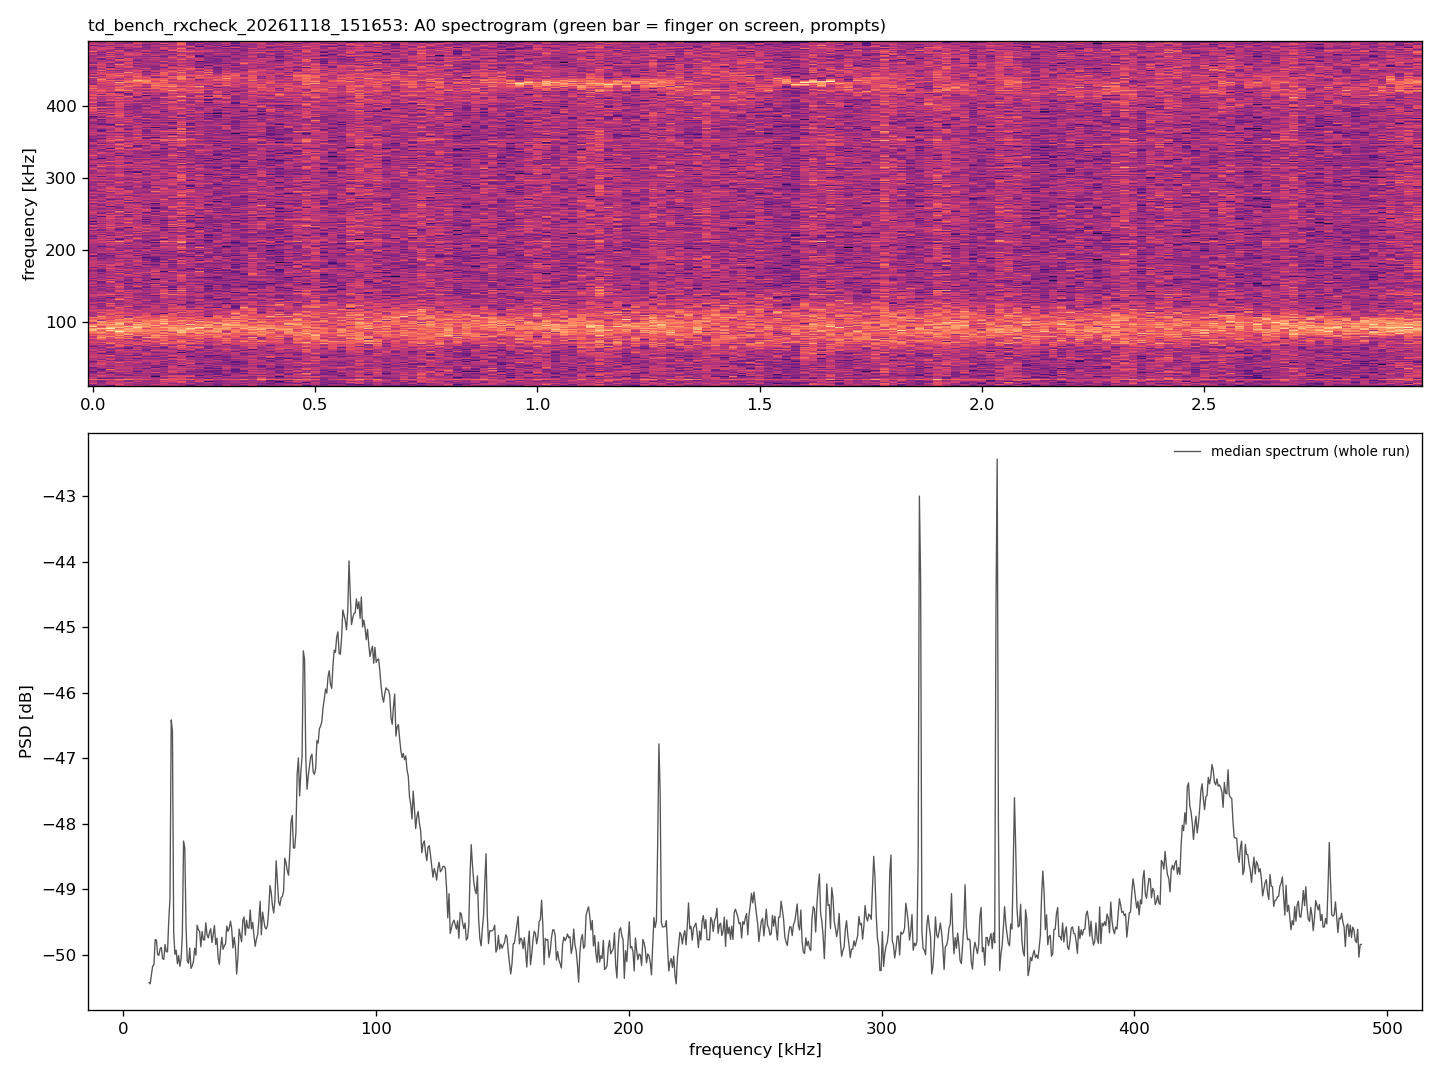 td_bench_rxcheck_20261118_151653: A0 spectrogram (green bar = finger on screen, prompts)
frequency [kHz]
400
300
200
100
0.0 0.5 1.0 1.5 2.0 2.5
median spectrum (whole run)
PSD [dB]
−43
−44
−45
−46
−47
−48
−49
−50
0 100 200 300 400 500
frequency [kHz]